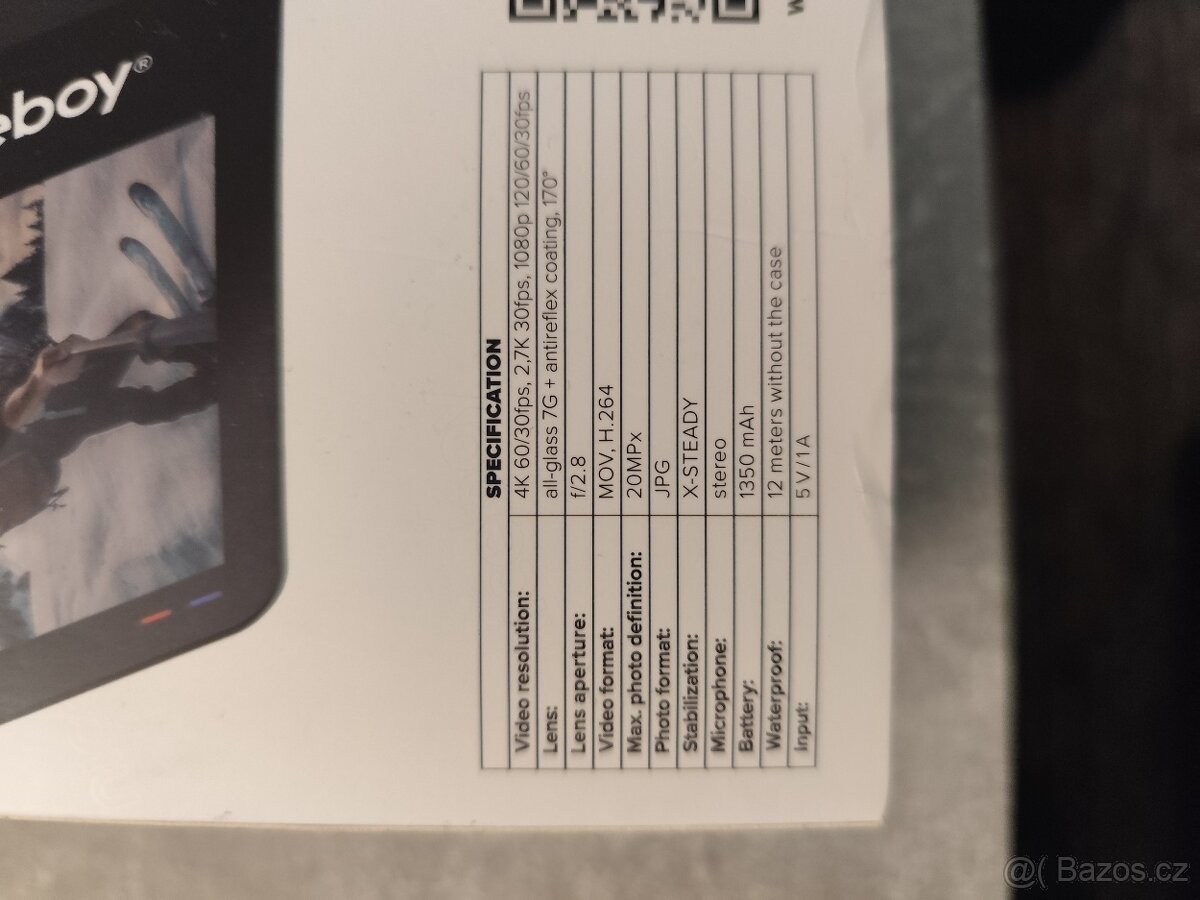 eboy®
SPECIFICATION
Video resolution: 4K 60/30fps, 2,7K 30fps, 1080p 120/60/30fps
Lens: all-glass 7G + antireflex coating, 170°
Lens aperture: f/2.8
Video format: MOV, H.264
Max. photo definition: 20MPx
Photo format: JPG
Stabilization: X-STEADY
Microphone: stereo
Battery: 1350 mAh
Waterproof: 12 meters without the case
Input: 5 V/1A
@( Bazos.cz